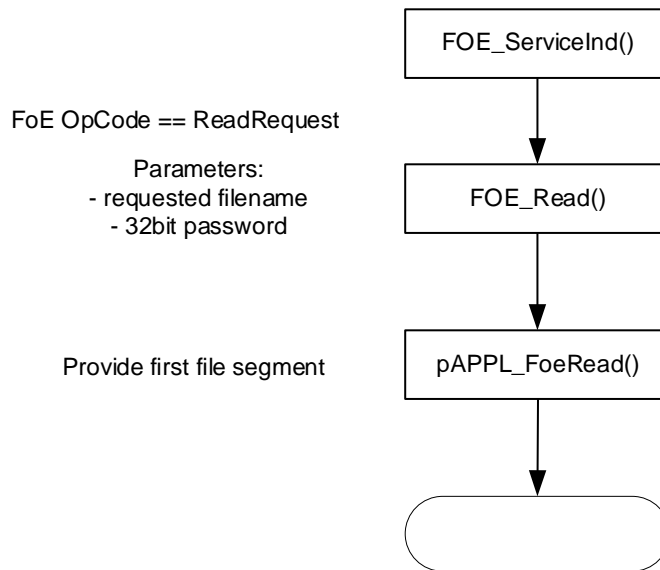 FOE_ServiceInd()
FoE OpCode == ReadRequest
Parameters:
- requested filename
- 32bit password
FOE_Read()
Provide first file segment
pAPPL_FoeRead()